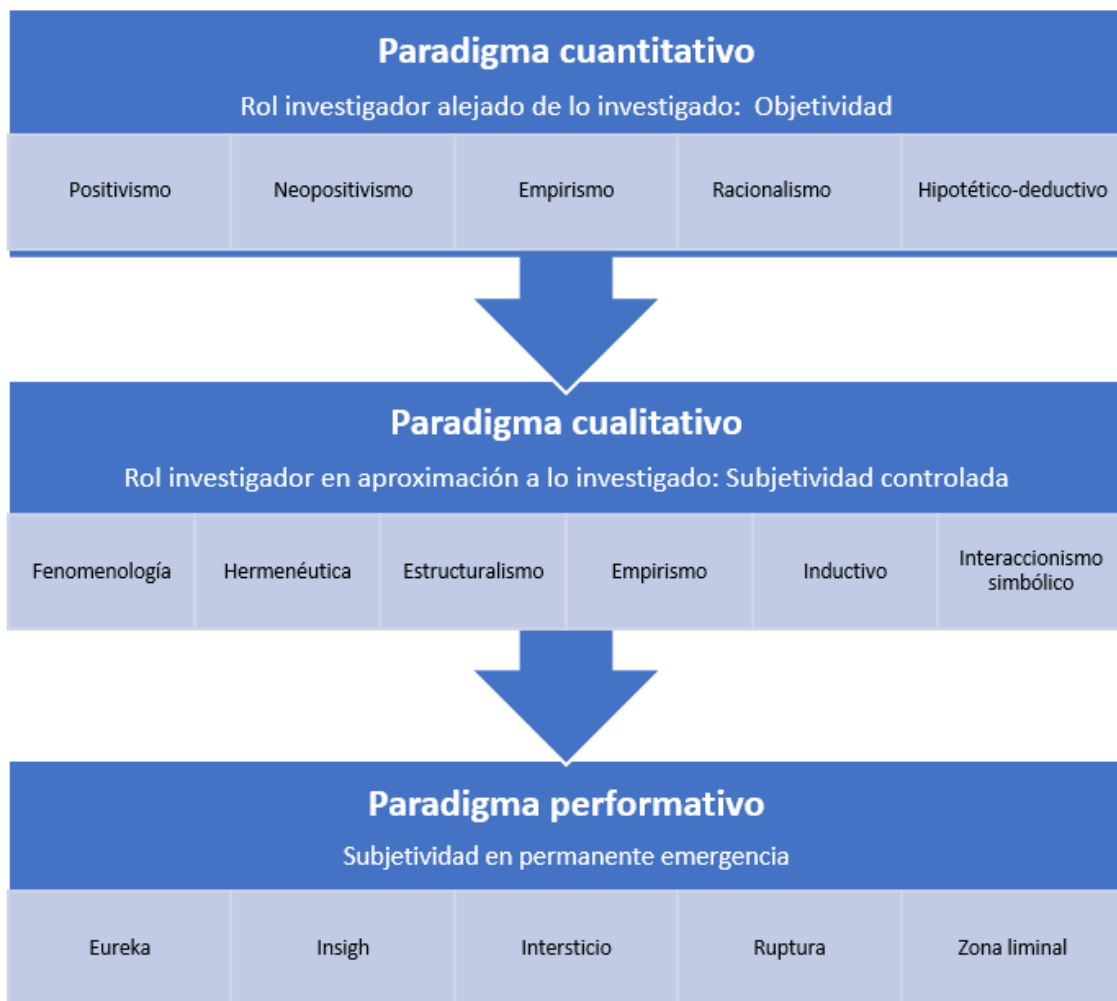 Paradigma cuantitativo
Rol investigador alejado de lo investigado: Objetividad
Positivismo
Neopositivismo
Empirismo
Racionalismo
Hipotético-deductivo
Paradigma cualitativo
Rol investigador en aproximación a lo investigado: Subjetividad controlada
Fenomenología
Hermenéutica
Estructuralismo
Empirismo
Inductivo
Interaccionismo
simbólico
Paradigma performativo
Subjetividad en permanente emergencia
Eureka
Insigh
Intersticio
Ruptura
Zona liminal